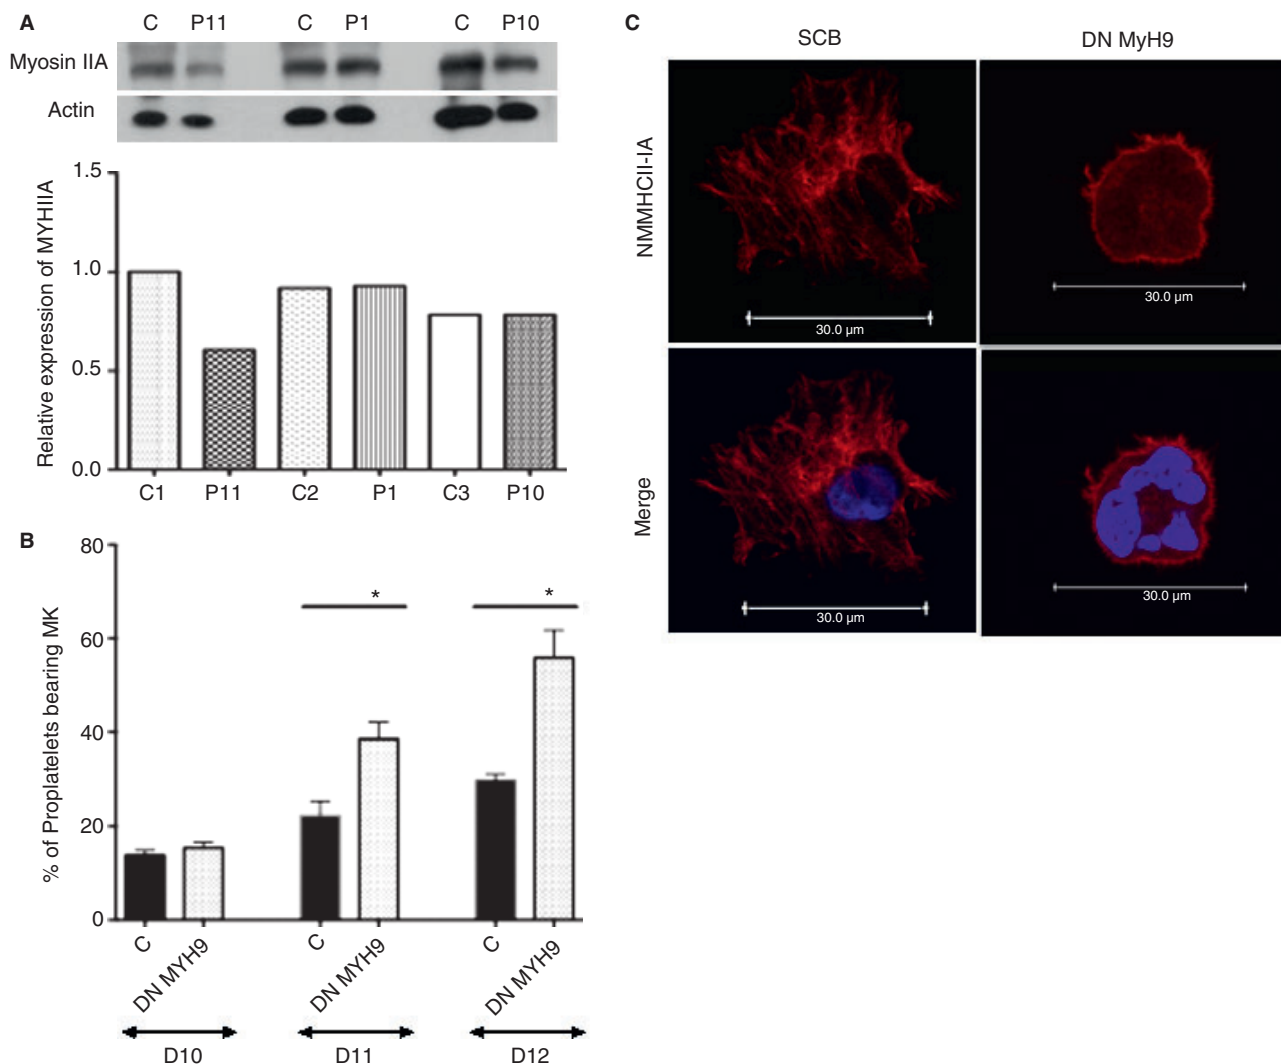 A
C P11 C P1 C P10
Myosin IIA
Actin
Relative expression of MYHIIA
1.5
1.0
0.5
0.0
C1 P11 C2 P1 C3 P10
B
% of Proplatelets bearing MK
80
60
40
20
0
* *
C DN MYH9 C DN MYH9 C DN MYH9
D10 D11 D12
C
SCB DN MyH9
NMMHCII-IA
30.0 µm 30.0 µm
Merge
30.0 µm 30.0 µm